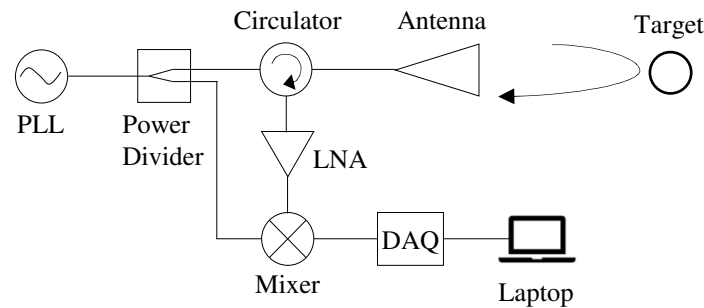 Circulator
Antenna
Target
PLL
Power
Divider
LNA
DAQ
Mixer
Laptop